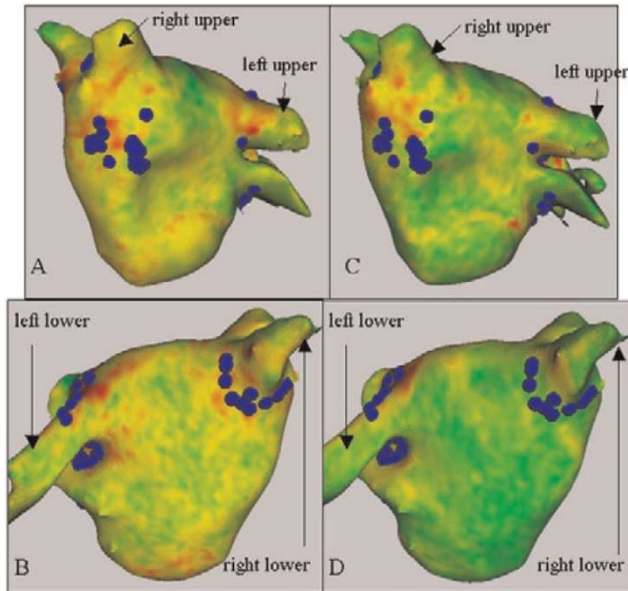 right upper
left upper
A
right upper
left upper
C
left lower
right lower
B
left lower
right lower
D